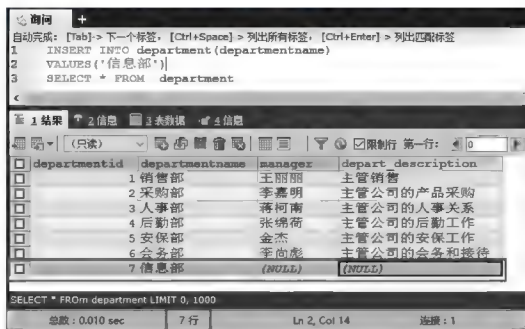 询问
自动完成: [Tab]-> 下一个标签, [Ctrl+Space] -> 列出所有标签, [Ctrl+Enter] -> 列出匹配标签
1 INSERT INTO department(departmentname)
2 VALUES('信息部')
3 SELECT * FROM department
1 结果 2 信息 3 表数据 4 信息
(只读) 限制行 第一行: 0
departmentid departmentname manager depart_description
1 销售部 王丽丽 主管销售
2 采购部 李嘉明 主管公司的产品采购
3 人事部 蒋柯南 主管公司的人事关系
4 后勤部 张绵荷 主管公司的后勤工作
5 安保部 金杰 主管公司的安保工作
6 会务部 李尚彪 主管公司的会务和接待
7 信息部 (NULL) (NULL)
SELECT * FROm department LIMIT 0, 1000
总数: 0.010 sec 7 行 Ln 2, Col 14 连接: 1